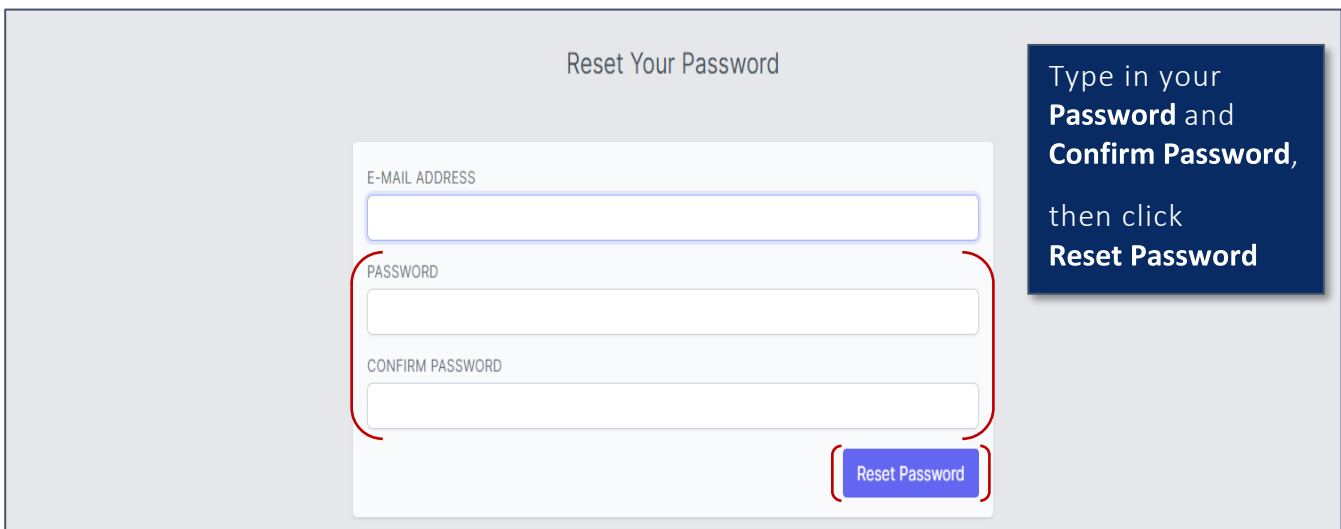 Reset Your Password
Type in your
Password and
Confirm Password,
then click
Reset Password
E-MAIL ADDRESS
PASSWORD
CONFIRM PASSWORD
Reset Password